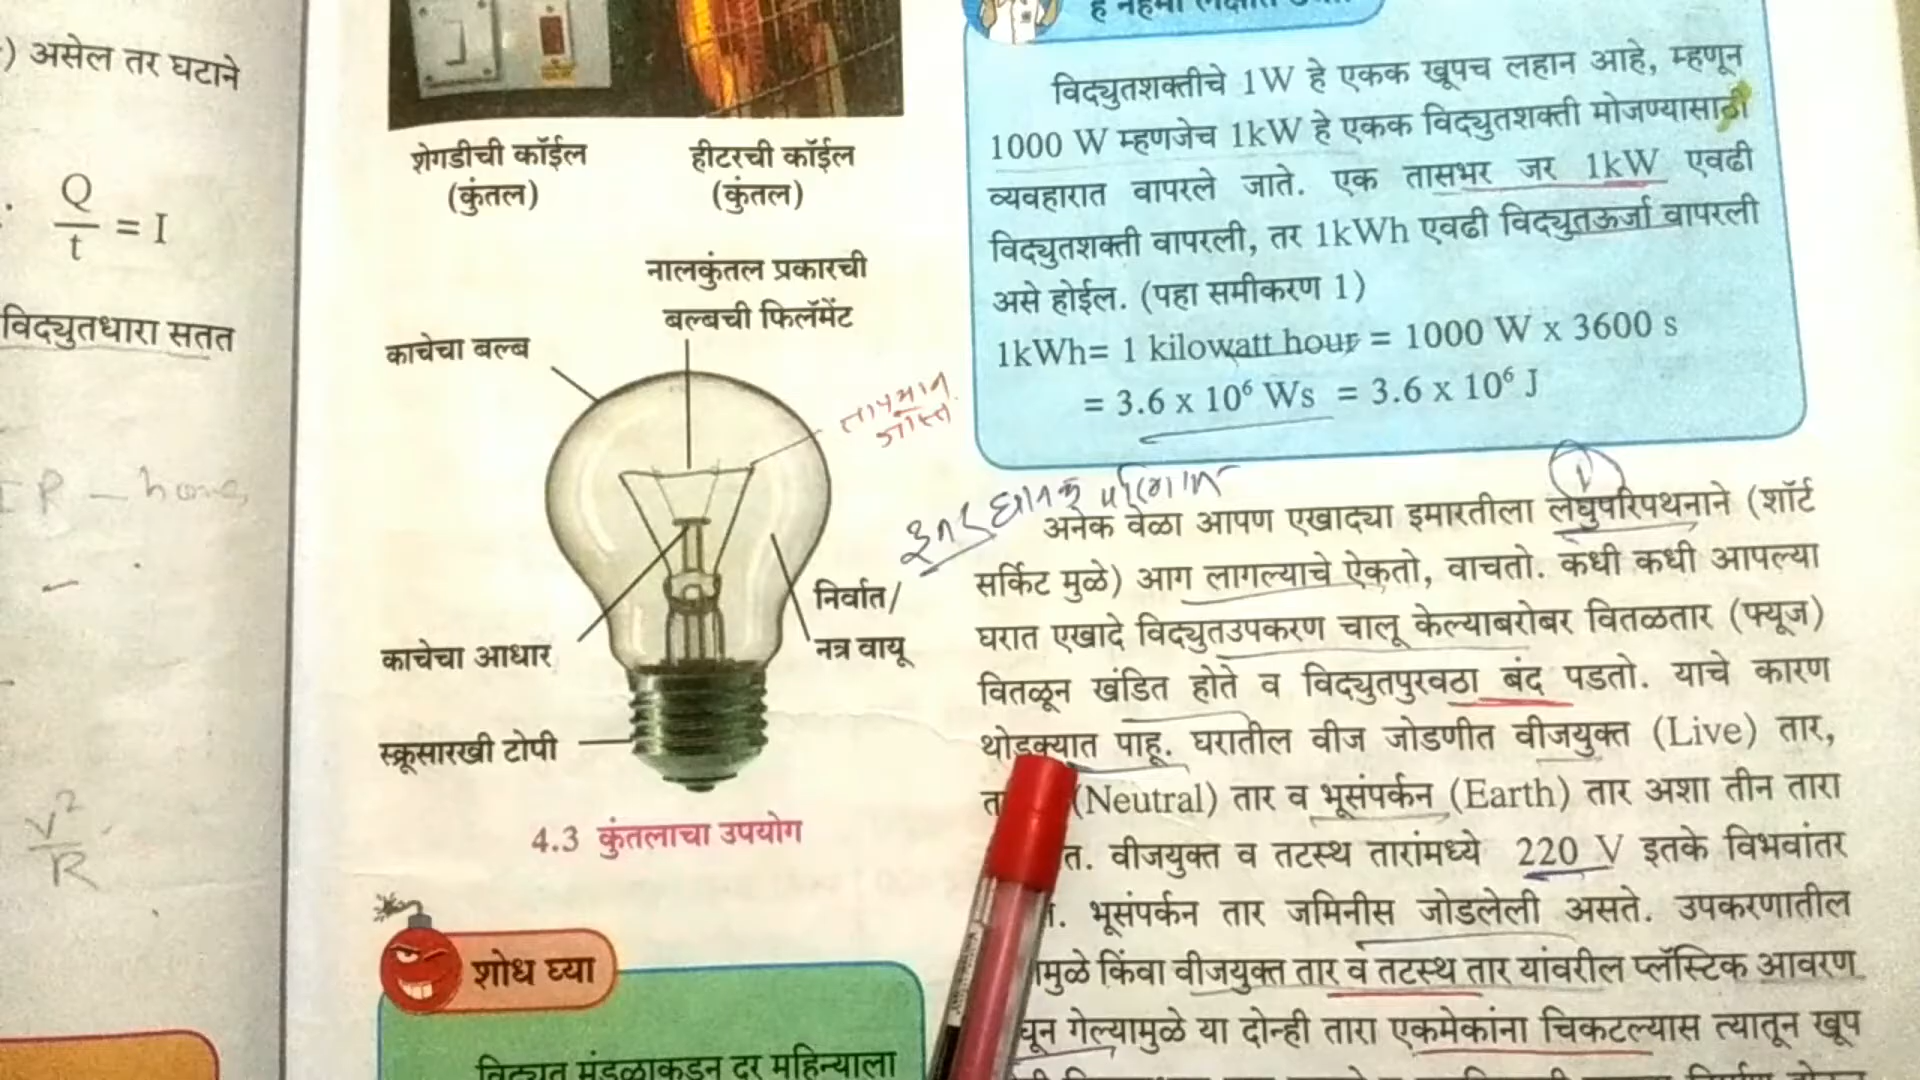 ) असेल तर घटाने
Q
t
= I
विद्युतधारा सतत
V²
R
शेगडीची कॉईल
(कुंतल)
हीटरची कॉईल
(कुंतल)
नालकुंतल प्रकारची
बल्बची फिलॅमेंट
काचेचा बल्ब
तापमान
जास्त
निर्वात/
नत्र वायू
काचेचा आधार
स्क्रूसारखी टोपी
4.3 कुंतलाचा उपयोग
शोध घ्या
विद्युत मंडळाकडून दर महिन्याला
विद्युतशक्तीचे 1W हे एकक खूपच लहान आहे, म्हणून
1000 W म्हणजेच 1kW हे एकक विद्युतशक्ती मोजण्यासाठी
व्यवहारात वापरले जाते. एक तासभर जर 1kW एवढी
विद्युतशक्ती वापरली, तर 1kWh एवढी विद्युतऊर्जा वापरली
असे होईल. (पहा समीकरण 1)
1kWh= 1 kilowatt hour = 1000 W x 3600 s
= 3.6 x 10⁶ Ws = 3.6 x 10⁶ J
अनेक वेळा आपण एखाद्या इमारतीला लघुपरिपथनाने (शॉर्ट
सर्किट मुळे) आग लागल्याचे ऐकतो, वाचतो. कधी कधी आपल्या
घरात एखादे विद्युतउपकरण चालू केल्याबरोबर वितळतार (फ्यूज)
वितळून खंडित होते व विद्युतपुरवठा बंद पडतो. याचे कारण
थोडक्यात पाहू. घरातील वीज जोडणीत वीजयुक्त (Live) तार,
(Neutral) तार व भूसंपर्कन (Earth) तार अशा तीन तारा
त. वीजयुक्त व तटस्थ तारांमध्ये 220 V इतके विभवांतर
भूसंपर्कन तार जमिनीस जोडलेली असते. उपकरणातील
मुळे किंवा वीजयुक्त तार व तटस्थ तार यांवरील प्लॅस्टिक आवरण
गेल्यामुळे या दोन्ही तारा एकमेकांना चिकटल्यास त्यातून खूप